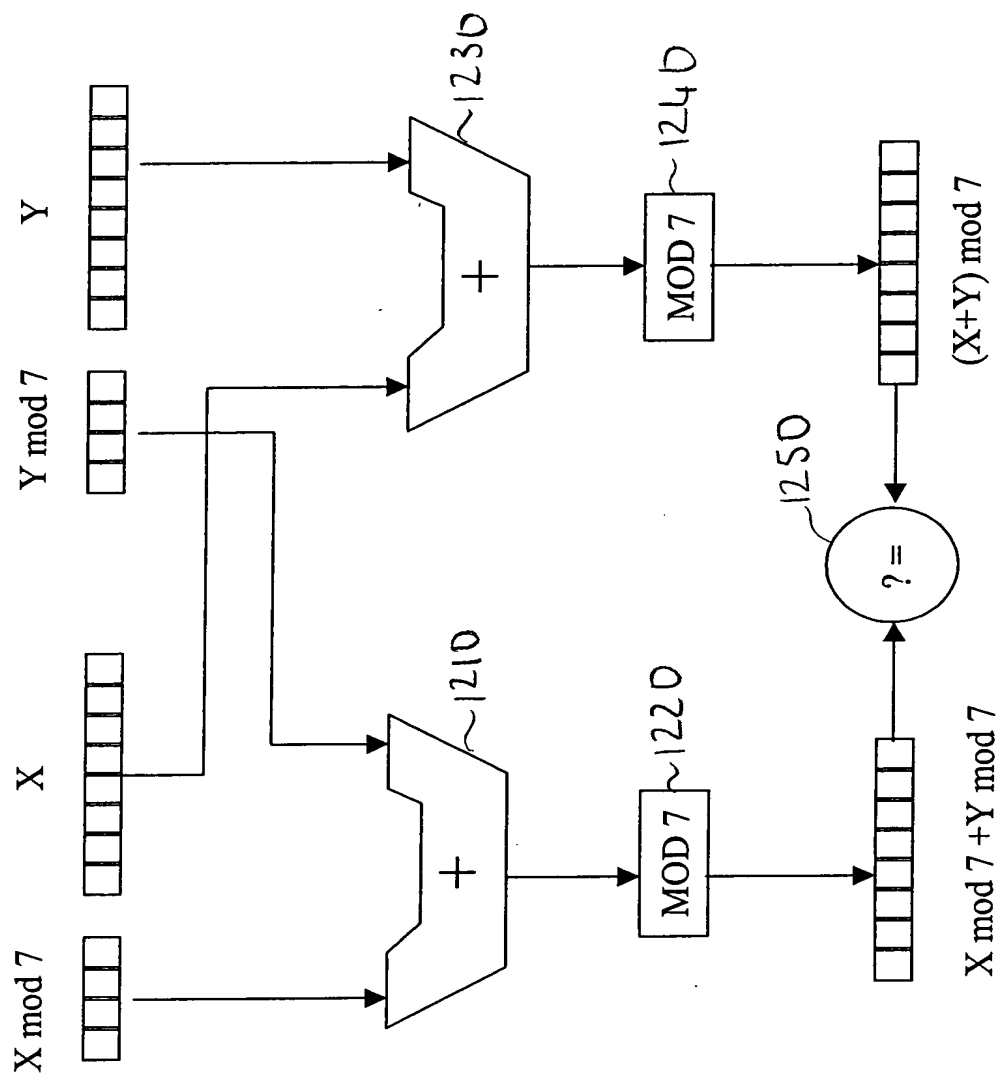 X mod 7
X
Y mod 7
Y
+
1210
+
1230
MOD 7
1220
MOD 7
1240
? =
1250
X mod 7 +Y mod 7
(X+Y) mod 7